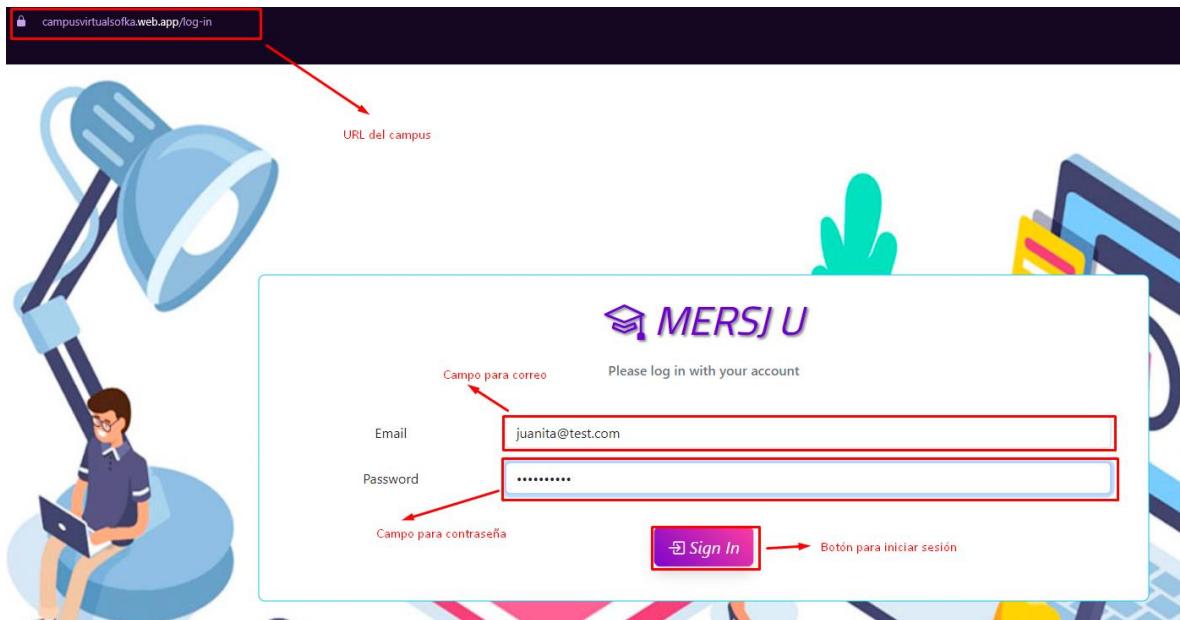 campusvirtualsofka.web.app/log-in
URL del campus
MERSJ U
Please log in with your account
Campo para correo
Email
juanita@test.com
Password
••••••••••
Campo para contraseña
Sign In
Botón para iniciar sesión